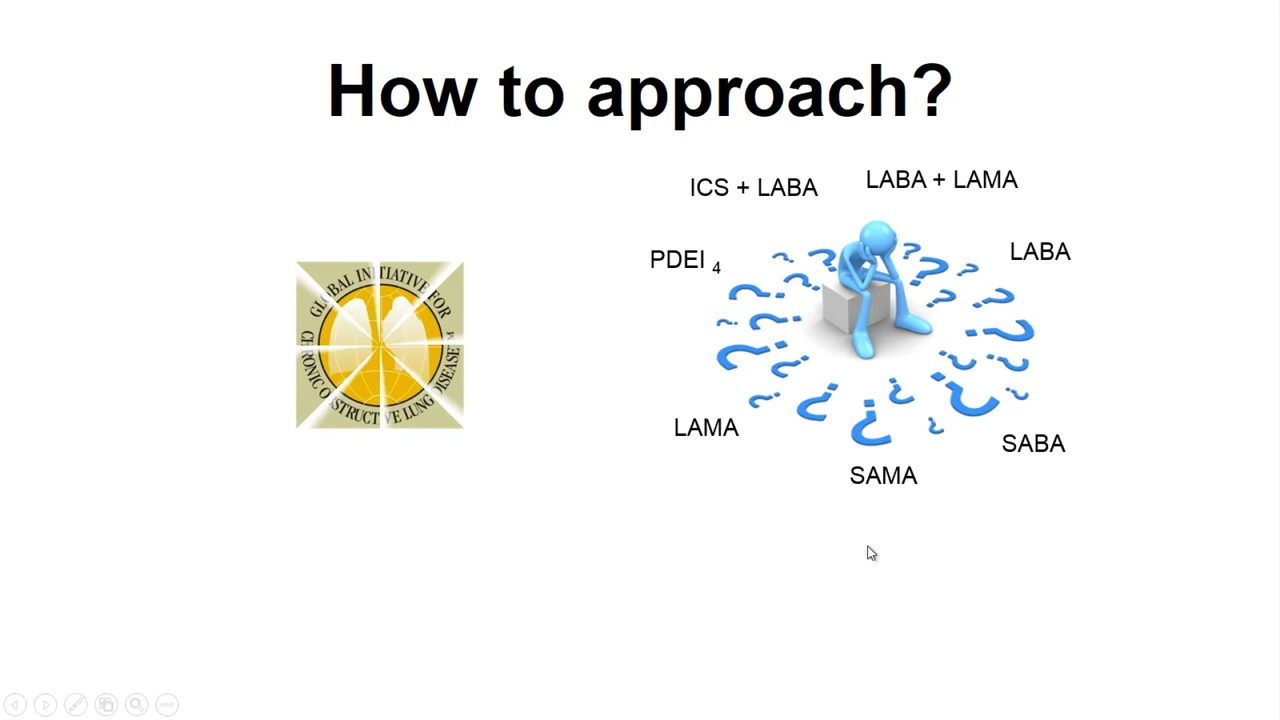 How to approach?
ICS + LABA
LABA + LAMA
PDEI 4
LABA
GLOBAL INITIATIVE FOR
CHRONIC OBSTRUCTIVE LUNG DISEASE
LAMA
SABA
SAMA